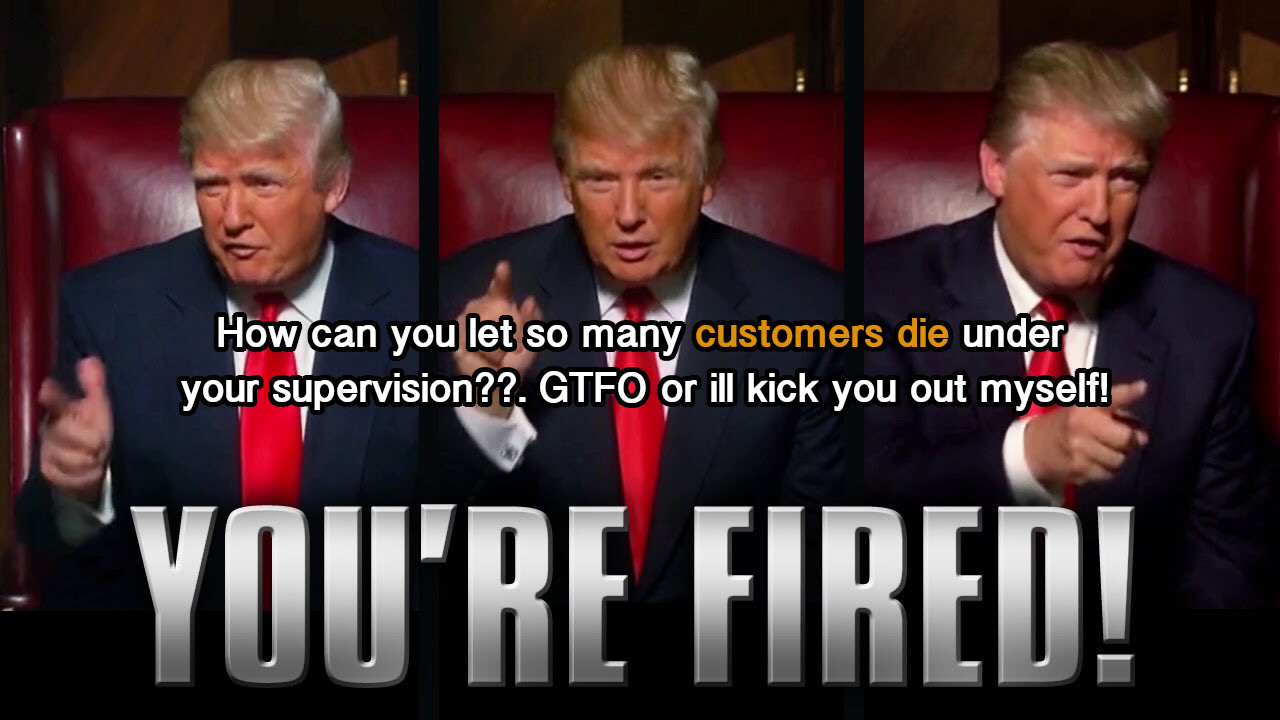 How can you let so many customers die under
your supervision??. GTFO or ill kick you out myself!
YOU'RE FIRED!